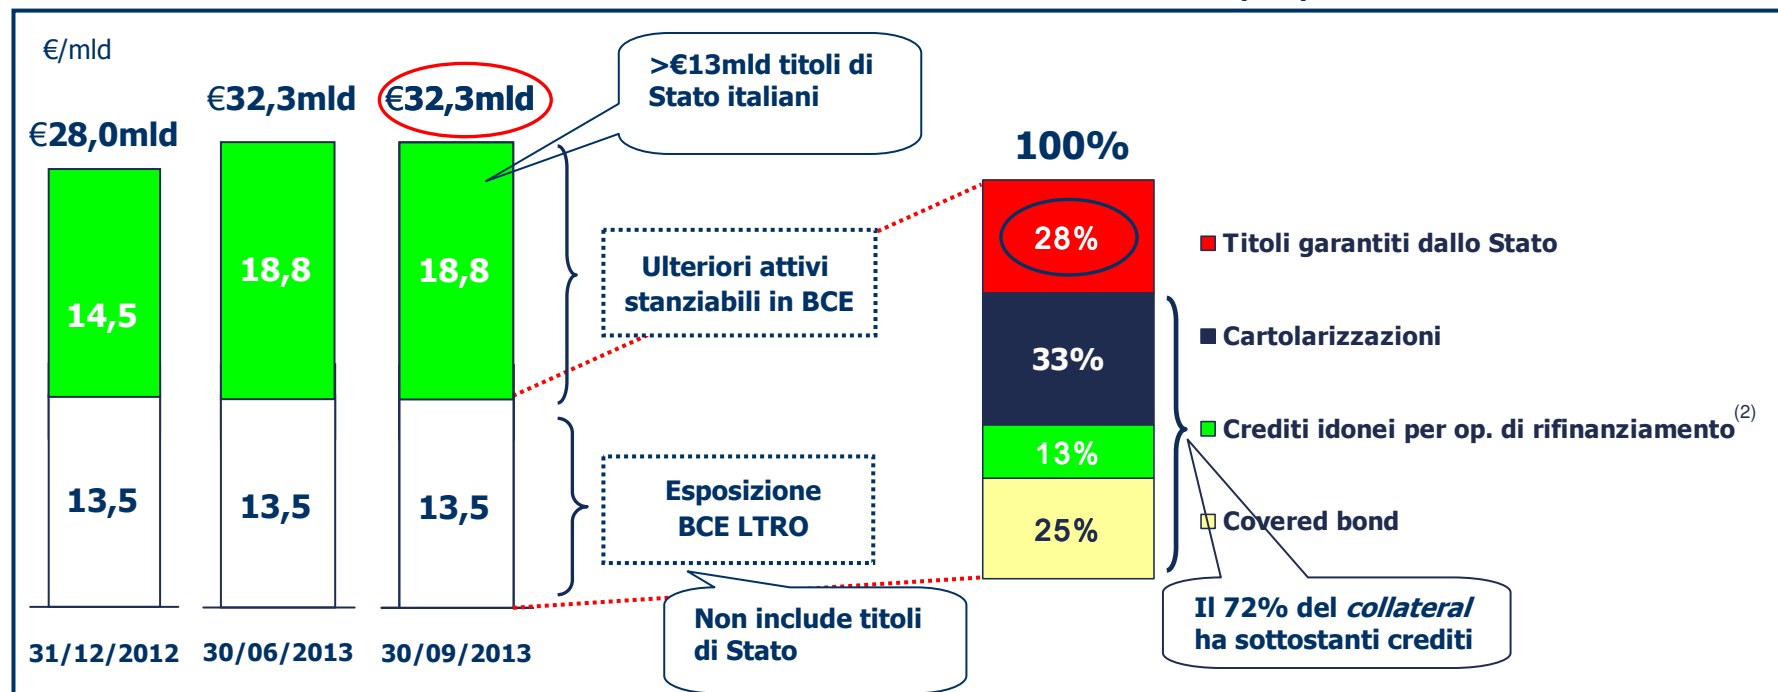 €/mld
€28,0mld
€32,3mld
€32,3mld
>€13mld titoli di
Stato italiani
14,5
18,8
18,8
13,5
13,5
13,5
31/12/2012
30/06/2013
30/09/2013
Ulteriori attivi
stanziabili in BCE
Esposizione
BCE LTRO
Non include titoli
di Stato
100%
28%
33%
13%
25%
Titoli garantiti dallo Stato
Cartolarizzazioni
Crediti idonei per op. di rifinanziamento(2)
Covered bond
Il 72% del collateral
ha sottostanti crediti